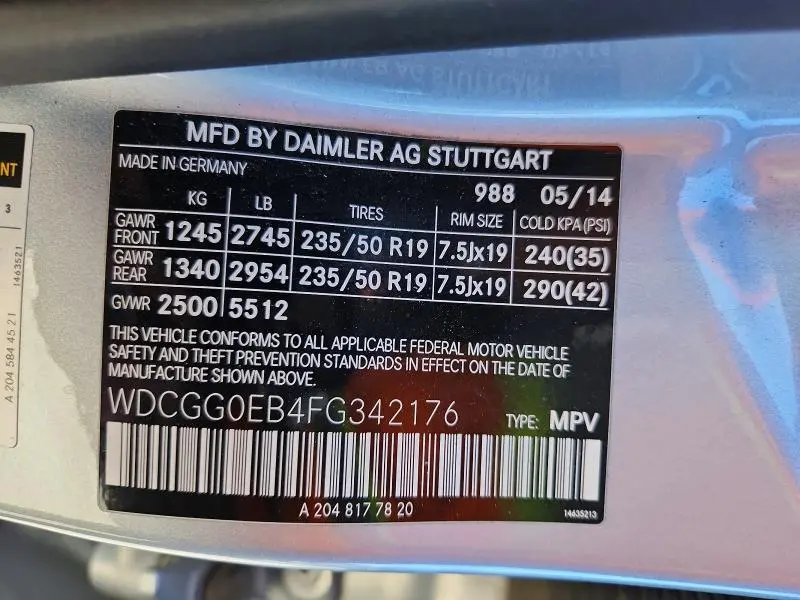 MFD BY DAIMLER AG STUTTGART
MADE IN GERMANY
988 05/14
KG LB TIRES RIM SIZE COLD KPA(PSI)
GAWR FRONT 1245 2745 235/50 R19 7.5Jx19 240(35)
GAWR REAR 1340 2954 235/50 R19 7.5Jx19 290(42)
GVWR 2500 5512
THIS VEHICLE CONFORMS TO ALL APPLICABLE FEDERAL MOTOR VEHICLE
SAFETY AND THEFT PREVENTION STANDARDS IN EFFECT ON THE DATE OF
MANUFACTURE SHOWN ABOVE.
WDCGG0EB4FG342176 TYPE: MPV
A 204 817 78 20
14635213
NT
3
1463521
A 204 584 45 21